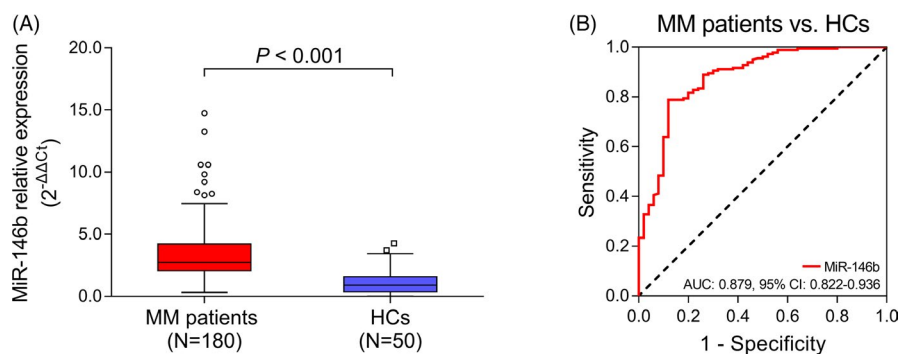 (A)
P < 0.001
MiR-146b relative expression
(2-ΔΔCt)
20.0
15.0
10.0
5.0
0.0
MM patients
(N=180)
HCs
(N=50)
(B)
MM patients vs. HCs
Sensitivity
1.0
0.8
0.6
0.4
0.2
0.0
MiR-146b
AUC: 0.879, 95% CI: 0.822-0.936
0.0 0.2 0.4 0.6 0.8 1.0
1 - Specificity